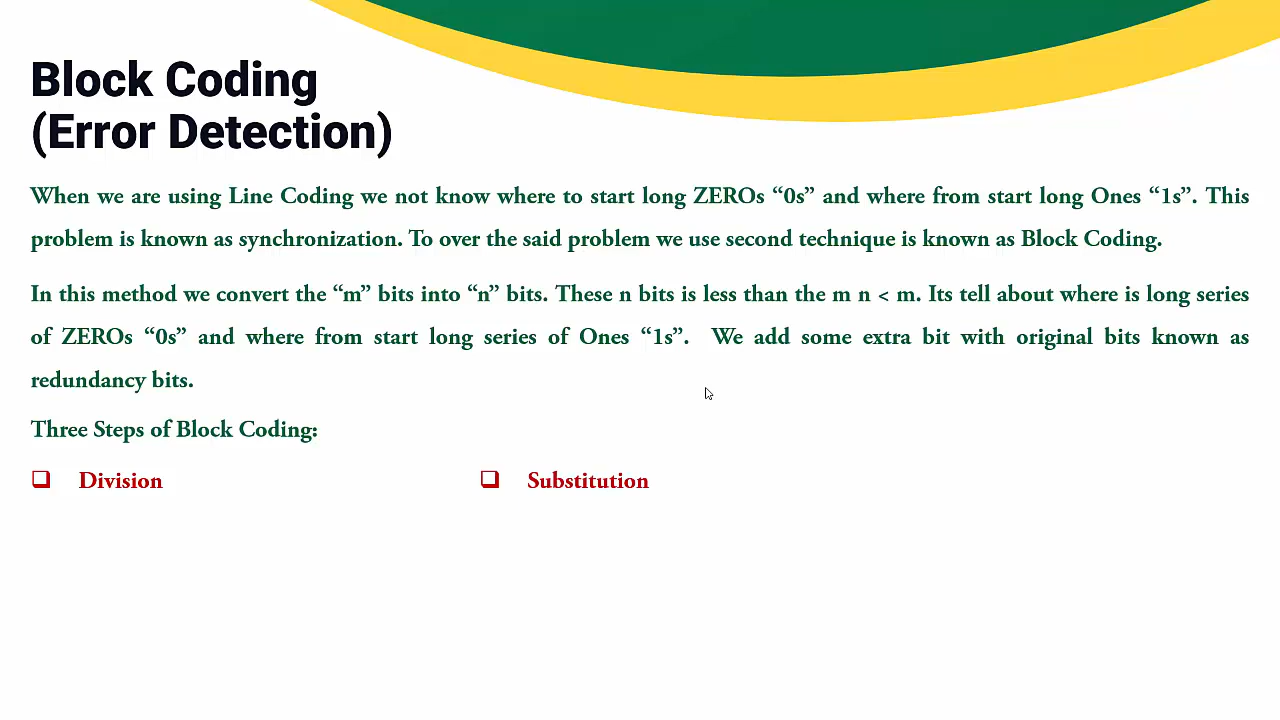 Block Coding
(Error Detection)
When we are using Line Coding we not know where to start long ZEROs “0s” and where from start long Ones “1s”. This
problem is known as synchronization. To over the said problem we use second technique is known as Block Coding.
In this method we convert the “m” bits into “n” bits. These n bits is less than the m n < m. Its tell about where is long series
of ZEROs “0s” and where from start long series of Ones “1s”. We add some extra bit with original bits known as
redundancy bits.
Three Steps of Block Coding:
❑ Division ❑ Substitution